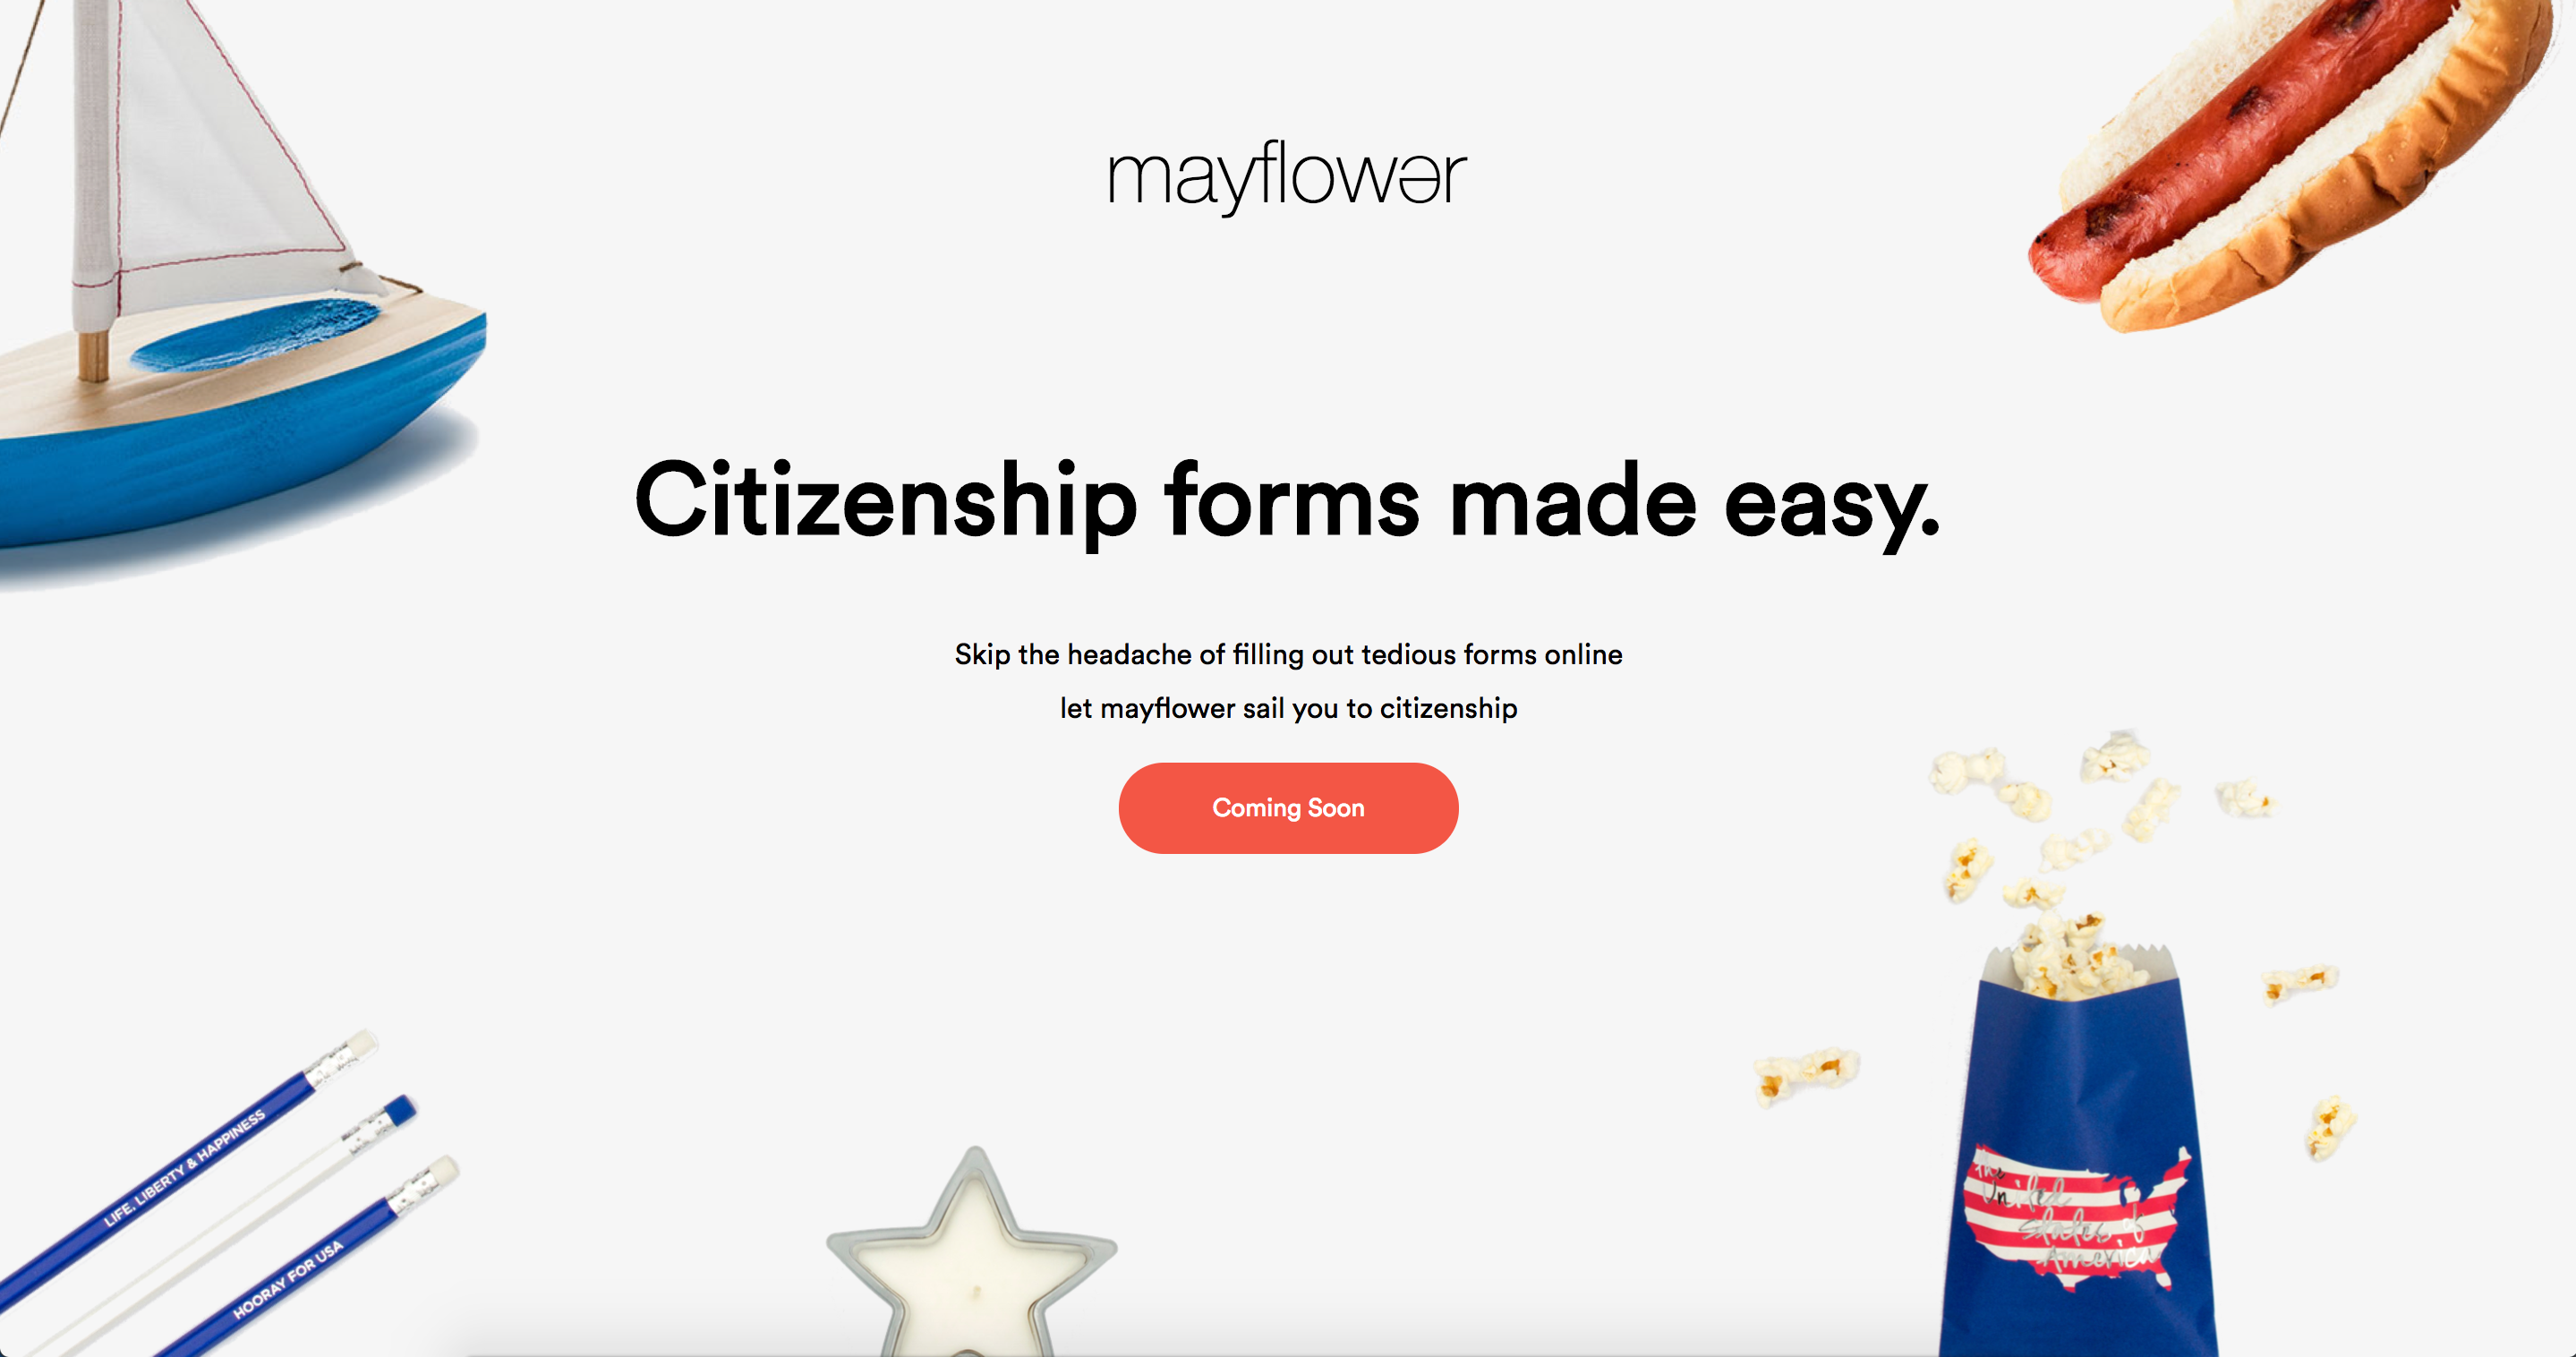 mayflowər
Citizenship forms made easy.
Skip the headache of filling out tedious forms online
let mayflower sail you to citizenship
Coming Soon
LIFE, LIBERTY & HAPPINESS
HOORAY FOR USA
The
United
States of
America